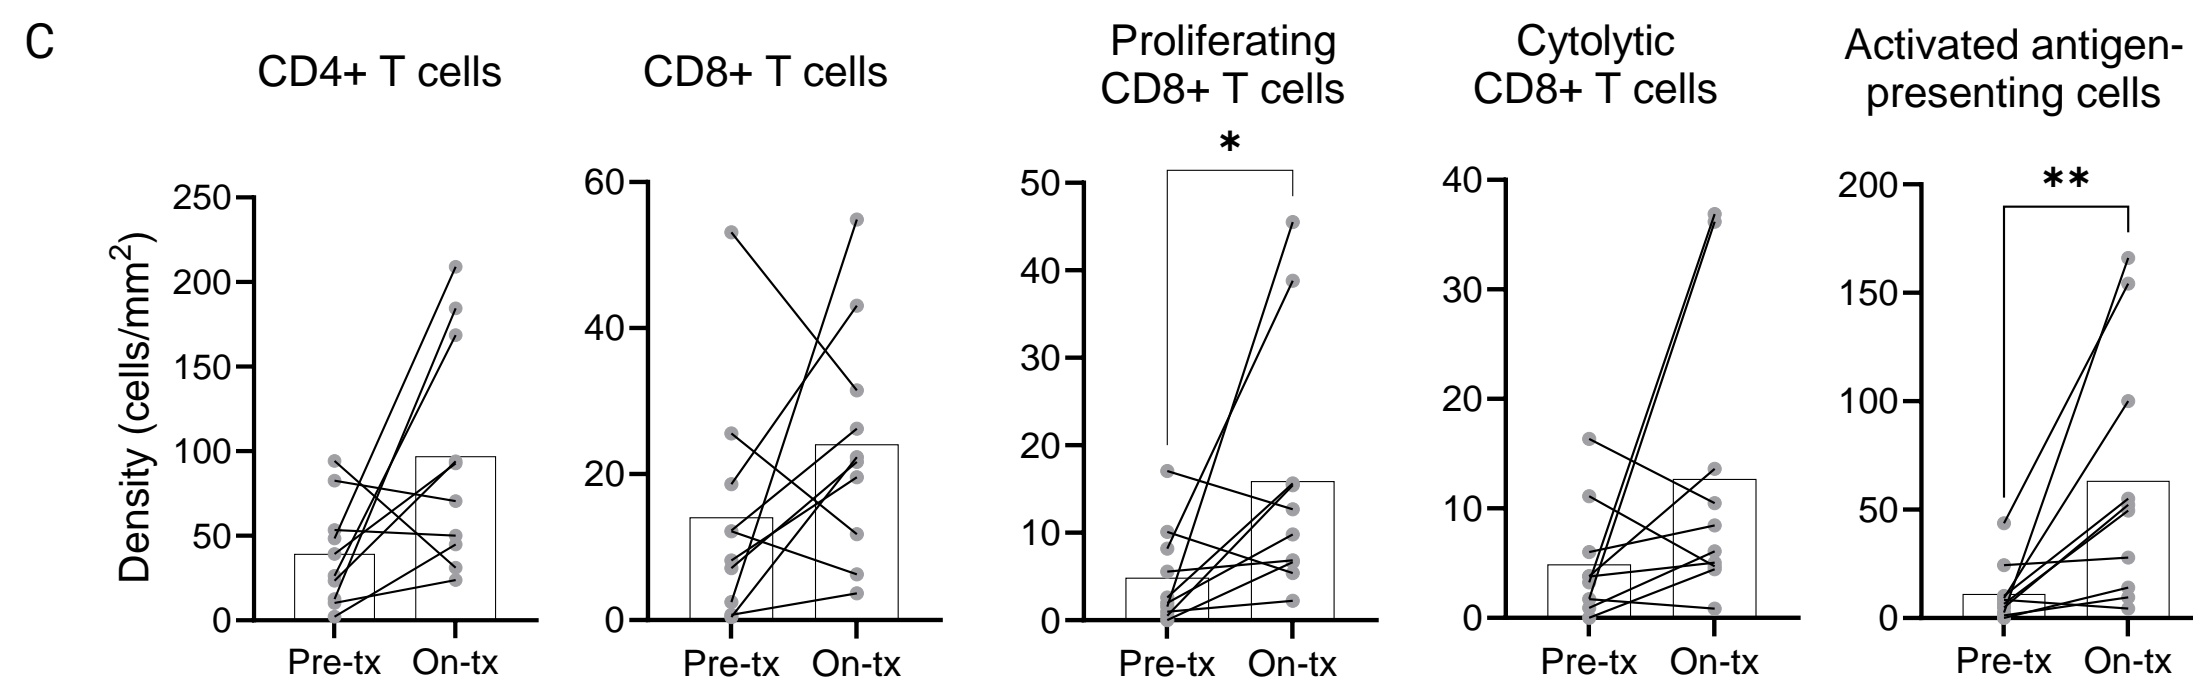 C
CD4+ T cells
CD8+ T cells
Proliferating
CD8+ T cells
Cytolytic
CD8+ T cells
Activated antigen-
presenting cells
Density (cells/mm²)
250
200
150
100
50
0
Pre-tx On-tx
60
40
20
0
Pre-tx On-tx
*
50
40
30
20
10
0
Pre-tx On-tx
40
30
20
10
0
Pre-tx On-tx
**
200
150
100
50
0
Pre-tx On-tx